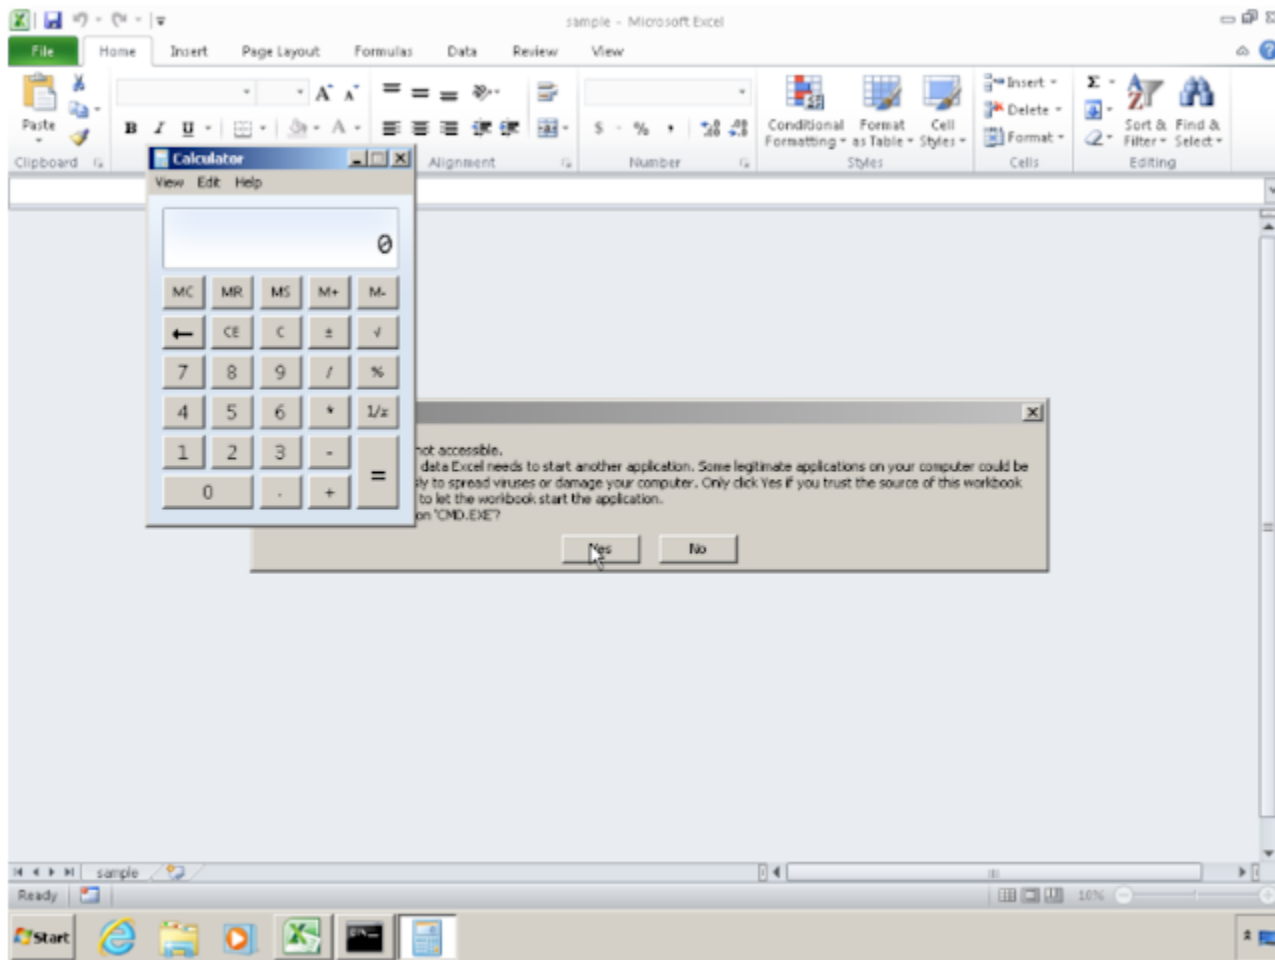 sample - Microsoft Excel
File Home Insert Page Layout Formulas Data Review View
Paste
B I U A A $ % ,
Conditional Formatting as Table Cell Styles
Format
Insert
Delete
Format
Σ
Sort & Filter Find & Select
Clipboard Alignment Number Styles Cells Editing
Calculator
View Edit Help
0
MC MR MS M+ M-
← CE C ± √
7 8 9 / %
4 5 6 * 1/x
1 2 3 - =
0 . +
not accessible.
data Excel needs to start another application. Some legitimate applications on your computer could be
ly to spread viruses or damage your computer. Only click Yes if you trust the source of this workbook
to let the workbook start the application.
on 'CMD.EXE'?
Yes No
sample
Ready 10%
Start